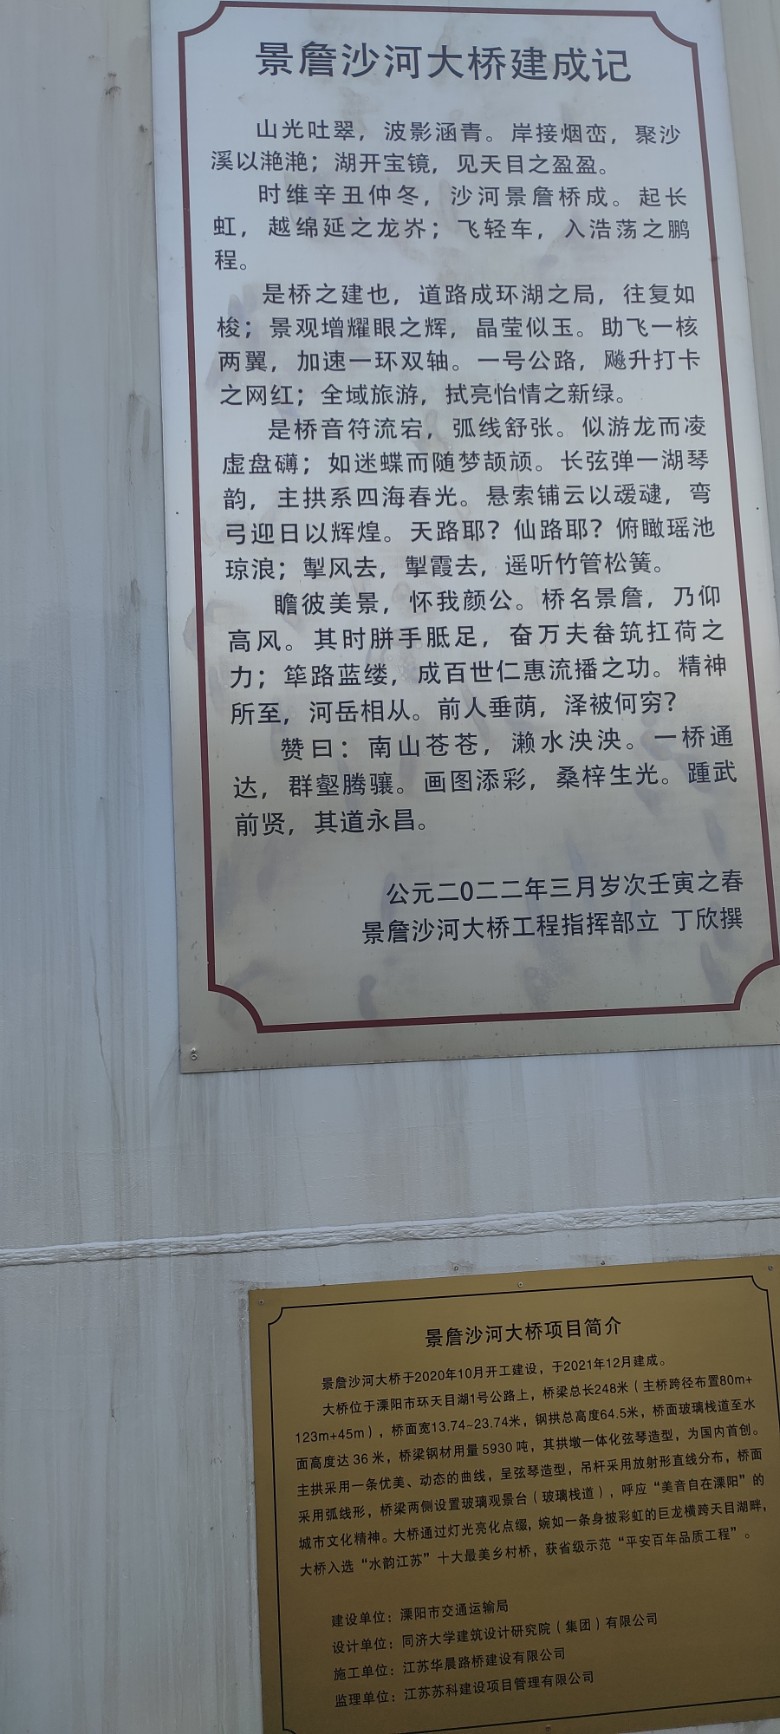 景詹沙河大桥建成记
山光吐翠，波影涵青。岸接烟峦，聚沙
溪以滟滟；湖开宝镜，见天目之盈盈。
时维辛丑仲冬，沙河景詹桥成。起长
虹，越绵延之龙岕；飞轻车，入浩荡之鹏
程。
是桥之建也，道路成环湖之局，往复如
梭；景观增耀眼之辉，晶莹似玉。助飞一核
两翼，加速一环双轴。一号公路，飚升打卡
之网红；全域旅游，拭亮怡情之新绿。
是桥音符流宕，弧线舒张。似游龙而凌
虚盘礴；如迷蝶而随梦颉颃。长弦弹一湖琴
韵，主拱系四海春光。悬索铺云以叆叇，弯
弓迎日以辉煌。天路耶？仙路耶？俯瞰瑶池
琼浪；掣风去，掣霞去，遥听竹管松簧。
瞻彼美景，怀我颜公。桥名景詹，乃仰
高风。其时胼手胝足，奋万夫畚筑扛荷之
力；筚路蓝缕，成百世仁惠流播之功。精神
所至，河岳相从。前人垂荫，泽被何穷？
赞曰：南山苍苍，濑水泱泱。一桥通
达，群壑腾骧。画图添彩，桑梓生光。踵武
前贤，其道永昌。
公元二〇二二年三月岁次壬寅之春
景詹沙河大桥工程指挥部立 丁欣撰
景詹沙河大桥项目简介
景詹沙河大桥于2020年10月开工建设，于2021年12月建成。
大桥位于溧阳市环天目湖1号公路上，桥梁总长248米（主桥跨径布置80m+
123m+45m），桥面宽13.74~23.74米，钢拱总高度64.5米，桥面玻璃栈道至水
面高度达36米，桥梁钢材用量5930吨，其拱墩一体化弦琴造型，为国内首创。
主拱采用一条优美、动态的曲线，呈弦琴造型，吊杆采用放射形直线分布，桥面
采用弧线形，桥梁两侧设置玻璃观景台（玻璃栈道），呼应“美音自在溧阳”的
城市文化精神。大桥通过灯光亮化点缀，婉如一条身披彩虹的巨龙横跨天目湖畔，
大桥入选“水韵江苏”十大最美乡村桥，获省级示范“平安百年品质工程”。
建设单位：溧阳市交通运输局
设计单位：同济大学建筑设计研究院（集团）有限公司
施工单位：江苏华晨路桥建设有限公司
监理单位：江苏苏科建设项目管理有限公司